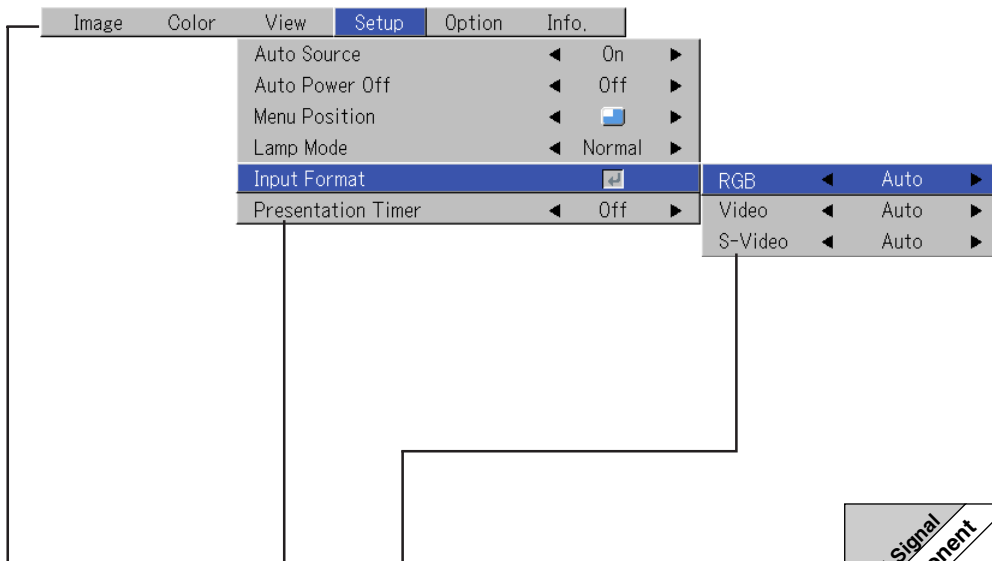 Image Color View Setup Option Info.
Auto Source On
Auto Power Off Off
Menu Position
Lamp Mode Normal
Input Format
Presentation Timer Off
RGB Auto
Video Auto
S-Video Auto
Signal